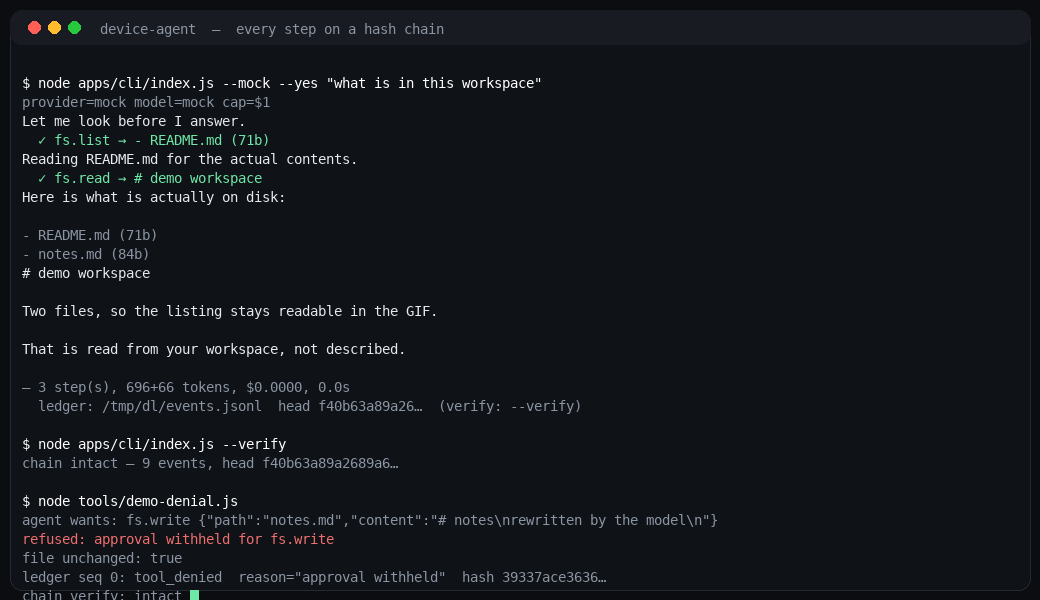 device-agent — every step on a hash chain
$ node apps/cli/index.js --mock --yes "what is in this workspace"
provider=mock model=mock cap=$1
Let me look before I answer.
✓ fs.list → - README.md (71b)
Reading README.md for the actual contents.
✓ fs.read → # demo workspace
Here is what is actually on disk:
- README.md (71b)
- notes.md (84b)
# demo workspace
Two files, so the listing stays readable in the GIF.
That is read from your workspace, not described.
— 3 step(s), 696+66 tokens, $0.0000, 0.0s
ledger: /tmp/dl/events.jsonl head f40b63a89a26… (verify: --verify)
$ node apps/cli/index.js --verify
chain intact — 9 events, head f40b63a89a2689a6…
$ node tools/demo-denial.js
agent wants: fs.write {"path":"notes.md","content":"# notes\nrewritten by the model\n"}
refused: approval withheld for fs.write
file unchanged: true
ledger seq 0: tool_denied reason="approval withheld" hash 39337ace3636…
chain verify: intact